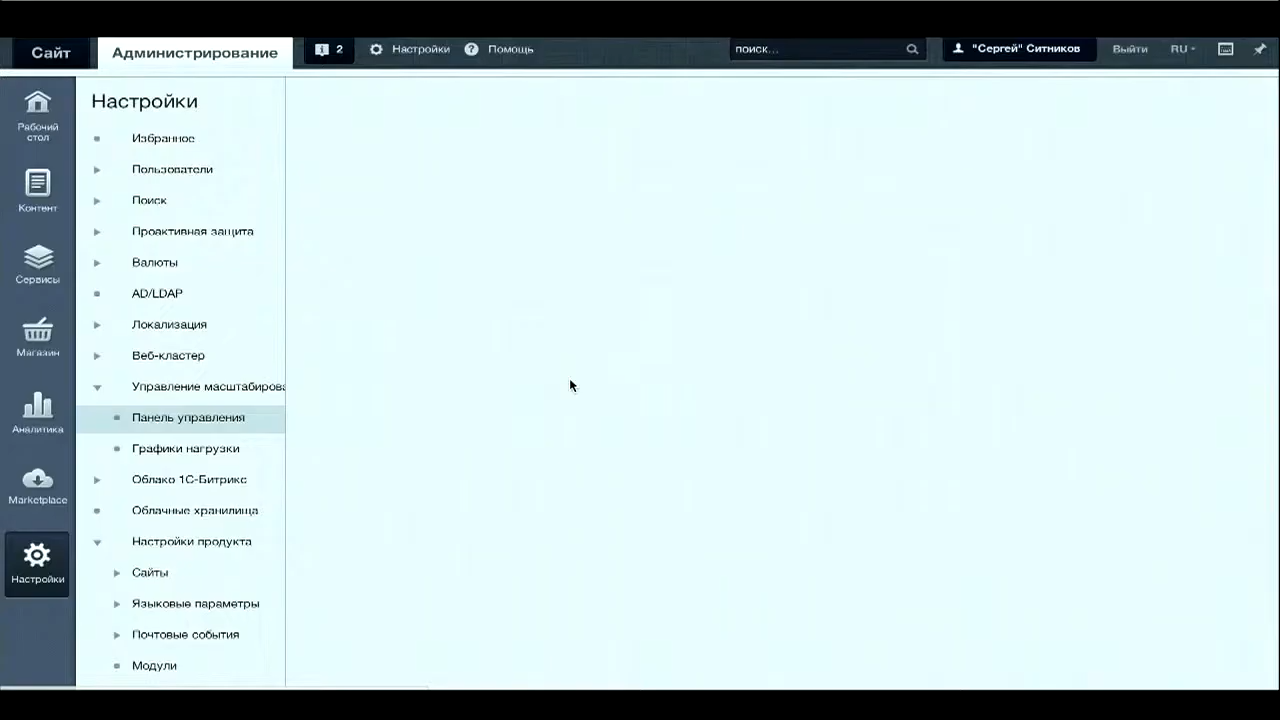 Сайт
Администрирование
2
Настройки
Помощь
поиск...
"Сергей" Ситников
Выйти
RU
Рабочий
стол
Контент
Сервисы
Магазин
Аналитика
Marketplace
Настройки
Настройки
Избранное
Пользователи
Поиск
Проактивная защита
Валюты
AD/LDAP
Локализация
Веб-кластер
Управление масштабирова
Панель управления
Графики нагрузки
Облако 1С-Битрикс
Облачные хранилища
Настройки продукта
Сайты
Языковые параметры
Почтовые события
Модули